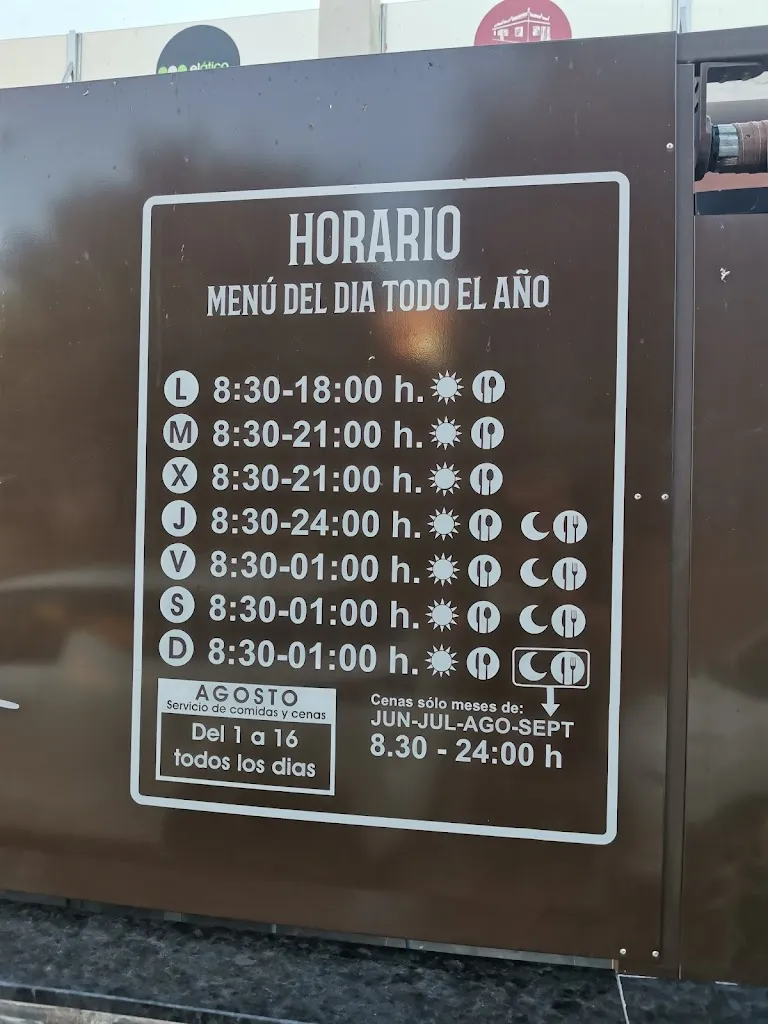 elático
HORARIO
MENÚ DEL DIA TODO EL AÑO
L 8:30-18:00 h.
M 8:30-21:00 h.
X 8:30-21:00 h.
J 8:30-24:00 h.
V 8:30-01:00 h.
S 8:30-01:00 h.
D 8:30-01:00 h.
AGOSTO
Servicio de comidas y cenas
Del 1 a 16
todos los dias
Cenas sólo meses de:
JUN-JUL-AGO-SEPT
8.30 - 24:00 h